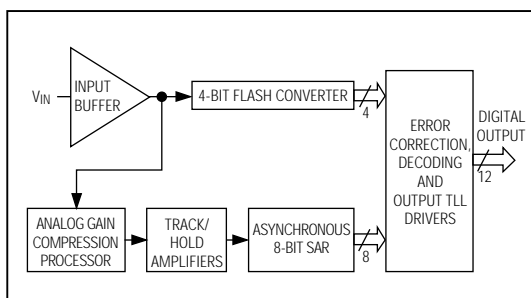 V_IN
INPUT
BUFFER
4-BIT FLASH CONVERTER
4
ERROR
CORRECTION,
DECODING
AND
OUTPUT TLL
DRIVERS
DIGITAL
OUTPUT
12
ANALOG GAIN
COMPRESSION
PROCESSOR
TRACK/
HOLD
AMPLIFIERS
ASYNCHRONOUS
8-BIT SAR
8